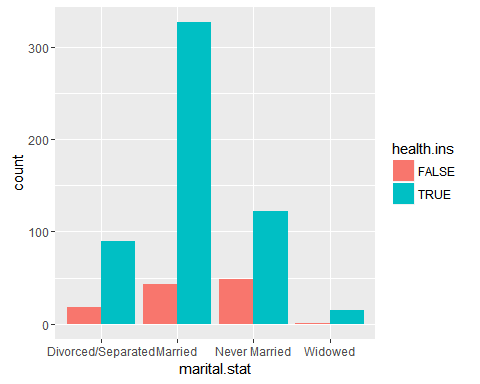 300
200
100
0
count
Divorced/Separated Married Never Married Widowed
marital.stat
health.ins
FALSE
TRUE